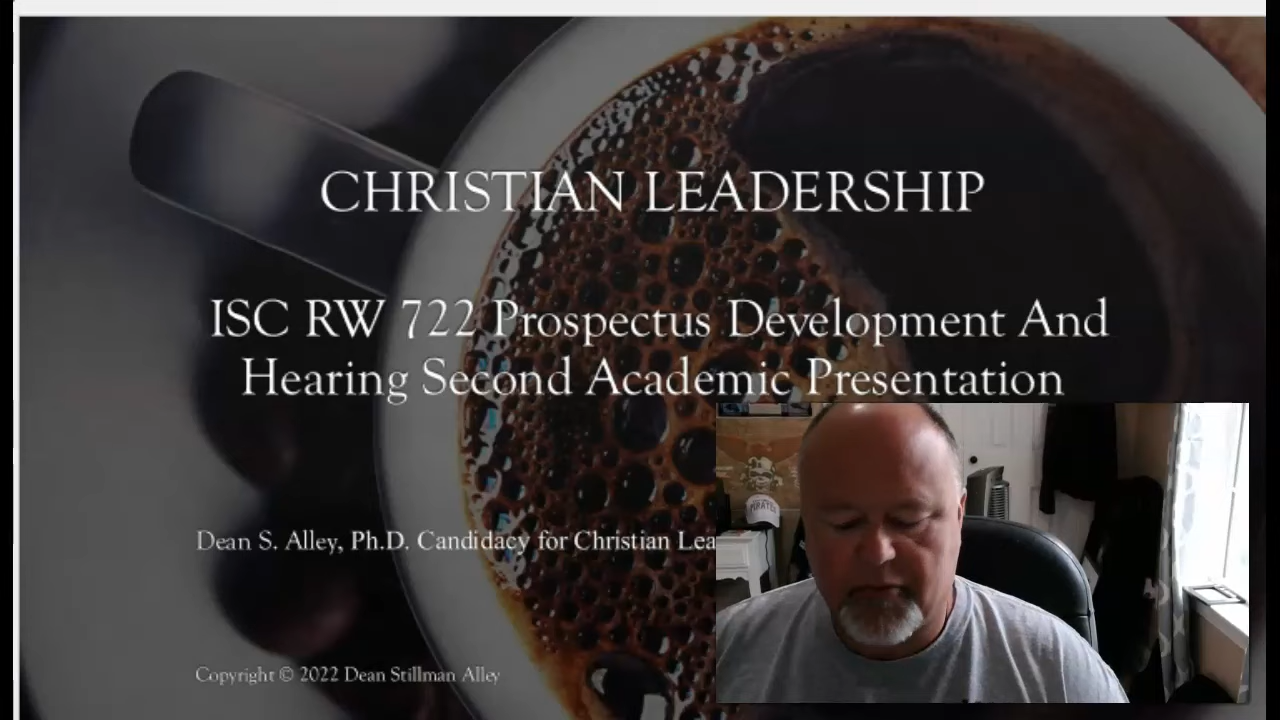 CHRISTIAN LEADERSHIP
ISC RW 722 Prospectus Development And
Hearing Second Academic Presentation
Dean S. Alley, Ph.D. Candidacy for Christian
PIRATES
Copyright © 2022 Dean Stillman Alley